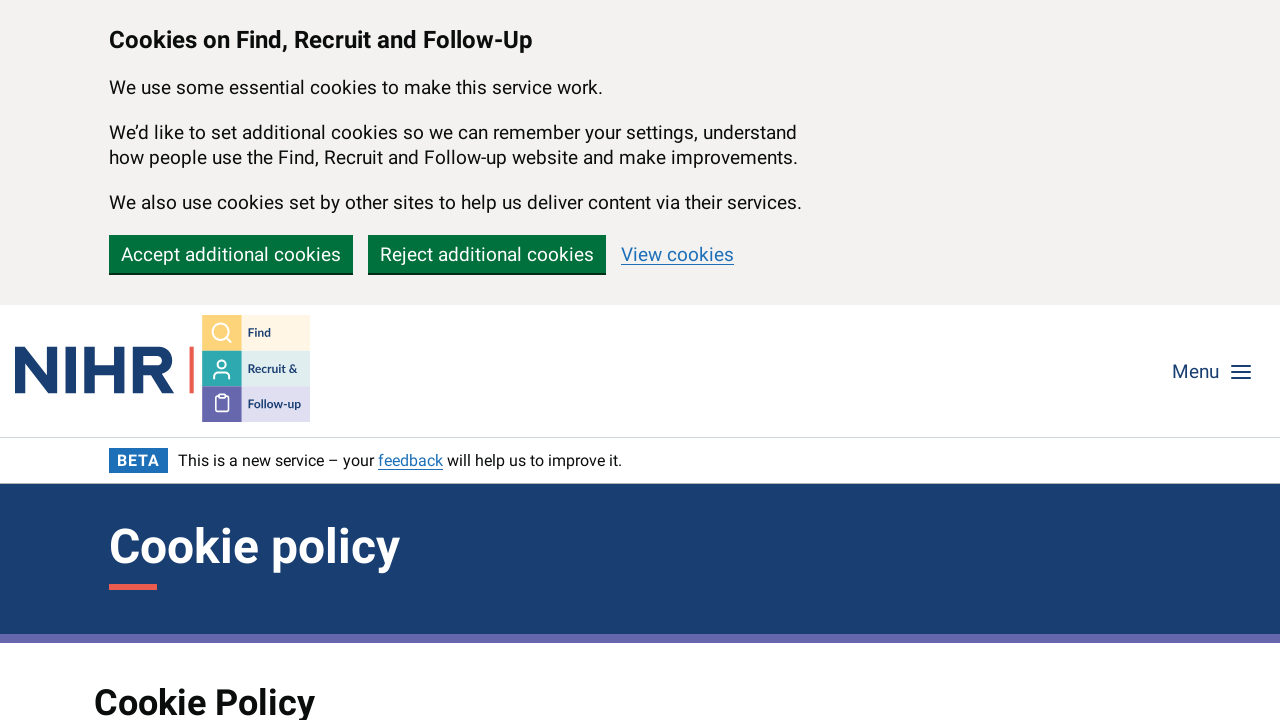 Cookies on Find, Recruit and Follow-Up
We use some essential cookies to make this service work.
We’d like to set additional cookies so we can remember your settings, understand
how people use the Find, Recruit and Follow-up website and make improvements.
We also use cookies set by other sites to help us deliver content via their services.
Accept additional cookies Reject additional cookies View cookies
NIHR
Find
Recruit &
Follow-up
Menu
BETA This is a new service – your feedback will help us to improve it.
Cookie policy
Cookie Policy